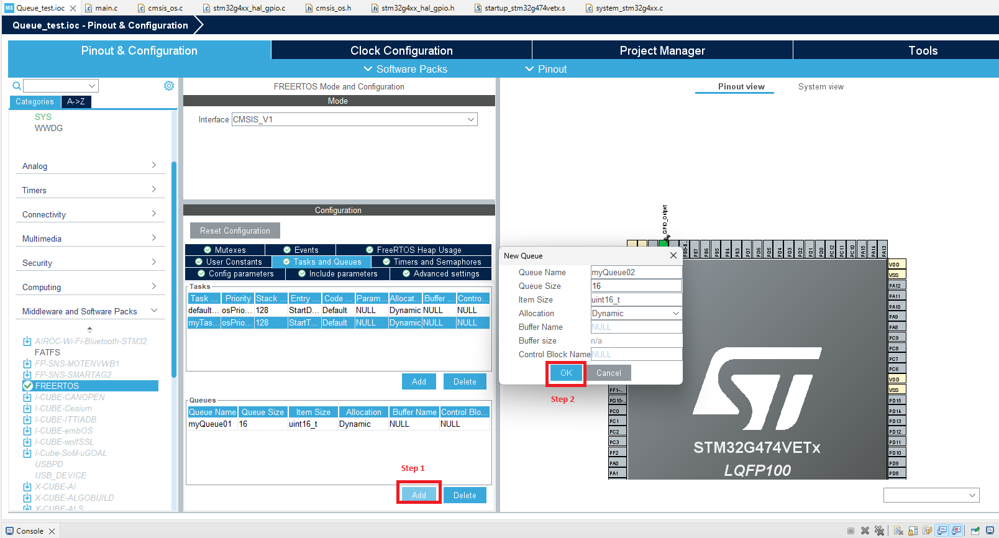 MX Queue_test.ioc
main.c
cmsis_os.c
stm32g4xx_hal_gpio.c
cmsis_os.h
stm32g4xx_hal_gpio.h
startup_stm32g474vetx.s
system_stm32g4xx.c
Queue_test.ioc - Pinout & Configuration
Pinout & Configuration
Clock Configuration
Project Manager
Tools
Software Packs
Pinout
Categories
A->Z
SYS
WWDG
Analog
Timers
Connectivity
Multimedia
Security
Computing
Middleware and Software Packs
AIROC-Wi-Fi-Bluetooth-STM32
FATFS
FP-SNS-MOTENVWB1
FP-SNS-SMARTAG2
FREERTOS
I-CUBE-CANOPEN
I-CUBE-Cesium
I-CUBE-ITTIADB
I-CUBE-embOS
I-CUBE-wolfSSL
I-Cube-SoM-uGOAL
USBPD
USB_DEVICE
X-CUBE-AI
X-CUBE-ALGOBUILD
X-CUBE-ALS
FREERTOS Mode and Configuration
Mode
Interface CMSIS_V1
Configuration
Reset Configuration
Mutexes
Events
FreeRTOS Heap Usage
User Constants
Tasks and Queues
Timers and Semaphores
Config parameters
Include parameters
Advanced settings
Tasks
Task ... Priority Stack ... Entry ... Code ... Param... Allocat... Buffer ... Contro...
default... osPrio... 128 StartD... Default NULL Dynamic NULL NULL
myTas... osPrio... 128 StartT... Default NULL Dynamic NULL NULL
Add
Delete
Queues
Queue Name Queue Size Item Size Allocation Buffer Name Control Blo...
myQueue01 16 uint16_t Dynamic NULL NULL
Step 1
Add
Delete
Pinout view
System view
New Queue
Queue Name myQueue02
Queue Size 16
Item Size uint16_t
Allocation Dynamic
Buffer Name NULL
Buffer size n/a
Control Block Name NULL
OK
Cancel
Step 2
GPIO_Output
PB8-B...
PB7
PB6
PB5
PB4
PB3
PD7
PD6
PD5
PD4
PD3
PD2
PD1
PD0
PC12
PC11
PC10
PA15
PA14
PA13
VDD
VSS
PA12
PA11
PA10
PA9
PA8
PC9
PC8
PC7
PC6
VDD
VSS
PD15
PD14
PD13
PD12
PD11
PD10
PD9
PD8
PF1-...
PG10-...
PC0
PC1
PC2
PC3
PF2
PA0
PA1
ST
STM32G474VETx
LQFP100
Console